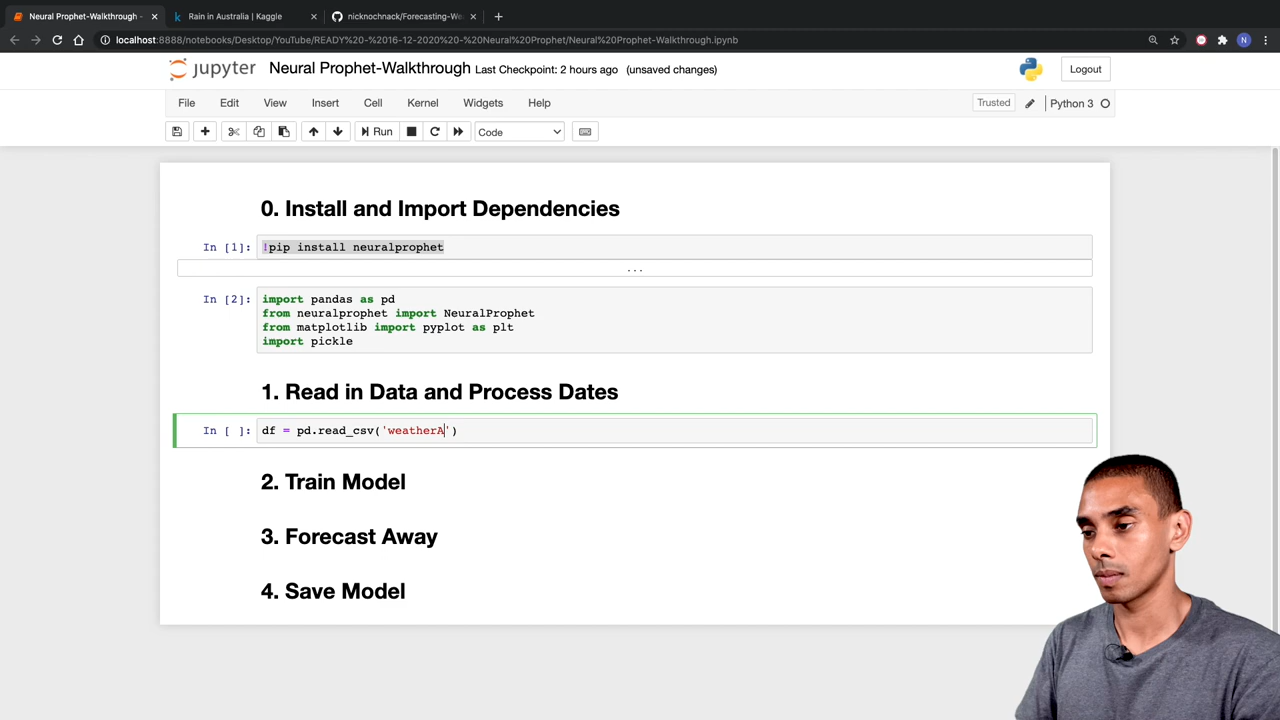 Neural Prophet-Walkthrough -
Rain in Australia | Kaggle
nicknochnack/Forecasting-We
localhost:8888/notebooks/Desktop/YouTube/READY%20-%2016-12-2020%20-%20Neural%20Prophet/Neural%20Prophet-Walkthrough.ipynb
N
jupyter Neural Prophet-Walkthrough Last Checkpoint: 2 hours ago (unsaved changes)
Logout
File Edit View Insert Cell Kernel Widgets Help
Trusted Python 3
Run Code
0. Install and Import Dependencies
In [1]: !pip install neuralprophet
...
In [2]: import pandas as pd
from neuralprophet import NeuralProphet
from matplotlib import pyplot as plt
import pickle
1. Read in Data and Process Dates
In [ ]: df = pd.read_csv('weatherA')
2. Train Model
3. Forecast Away
4. Save Model